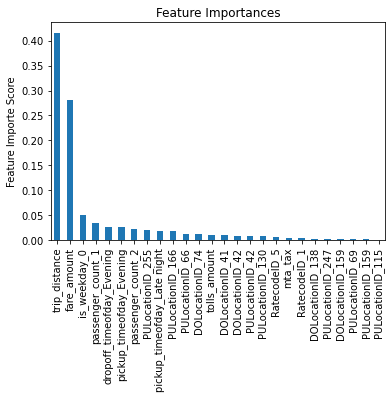 Feature Importances
Feature Importe Score
0.40
0.35
0.30
0.25
0.20
0.15
0.10
0.05
0.00
trip_distance
fare_amount
is_weekday_0
passenger_count_1
dropoff_timeofday_Evening
pickup_timeofday_Evening
passenger_count_2
PULocationID_255
pickup_timeofday_Late night
PULocationID_166
PULocationID_66
DOLocationID_74
tolls_amount
DOLocationID_41
DOLocationID_42
PULocationID_42
PULocationID_130
RatecodeID_5
mta_tax
RatecodeID_1
DOLocationID_138
PULocationID_247
DOLocationID_159
PULocationID_69
PULocationID_159
PULocationID_115